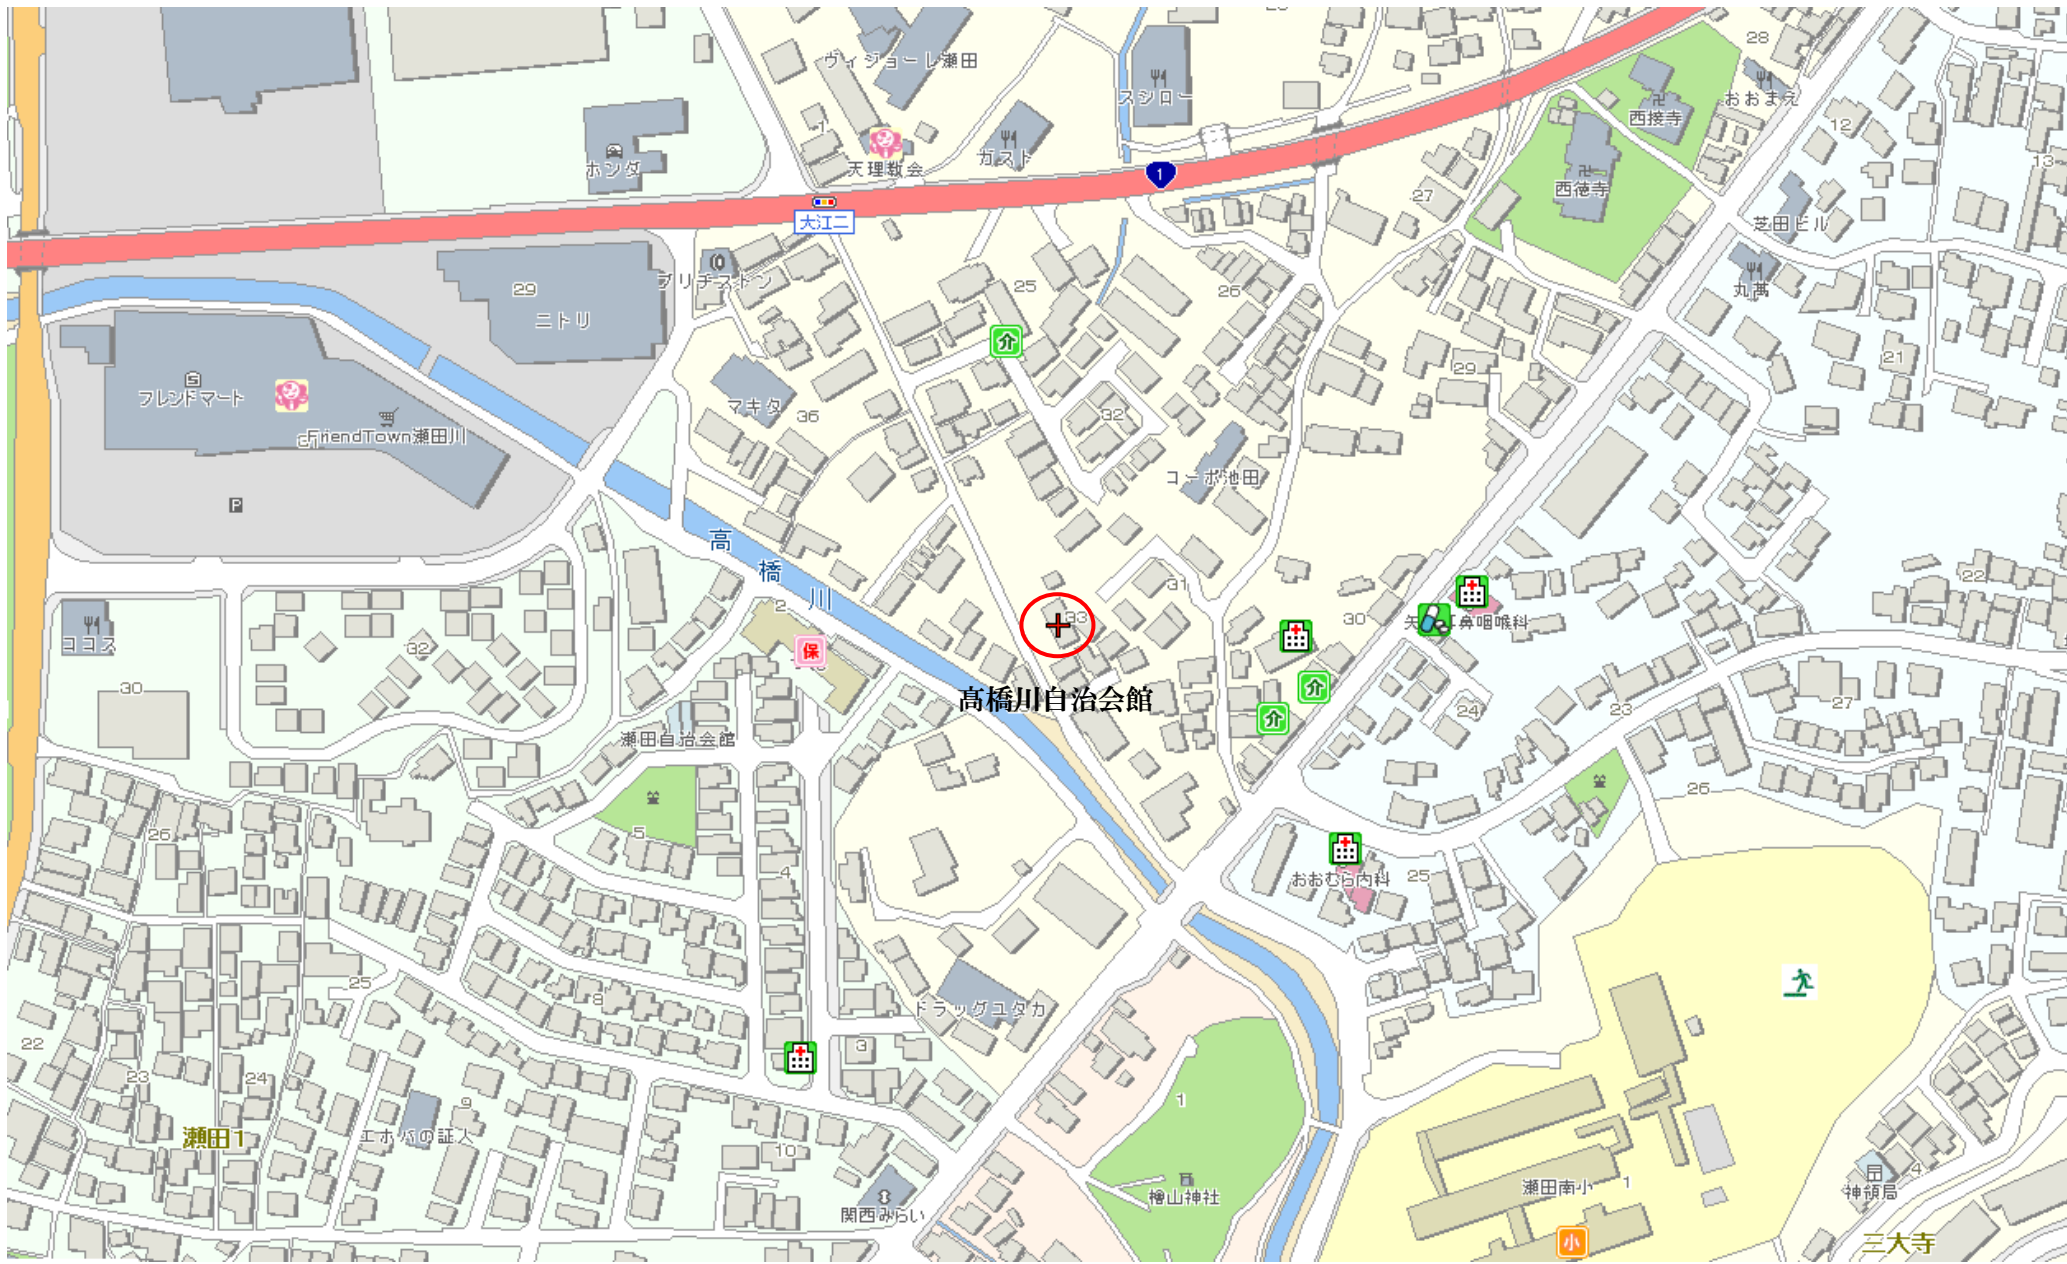 28
ヴィジョーレ瀬田
スシロー
おおまえ
西接寺
12
1
ホンダ
天理教会
ガスト
13
1
西徳寺
27
大江二
芝田ビル
ブリヂストン
25
26
29
ニトリ
丸萬
21
29
フレンドマート
マキタ
36
32
FriendTown瀬田川
コーポ池田
P
高
橋
川
31
22
2
33
30
鼻咽喉科
ココス
保
32
介
30
高橋川自治会館
24
23
27
瀬田自治会館
26
26
5
4
おおむら内科
25
25
8
ドラッグユタカ
22
3
23
24
9
1
瀬田1
エホバの証人
10
檜山神社
瀬田南小
1
4
神領局
関西みらい
小
三大寺